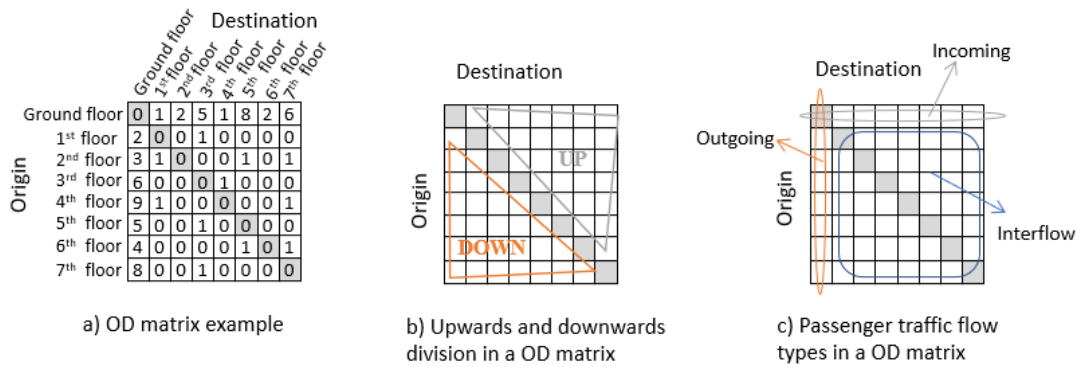 Destination
Ground floor
1st floor
2nd floor
3rd floor
4th floor
5th floor
6th floor
7th floor
Origin
Ground floor 0 1 2 5 1 8 2 6
1st floor 2 0 0 1 0 0 0 0
2nd floor 3 1 0 0 0 1 0 1
3rd floor 6 0 0 0 1 0 0 0
4th floor 9 1 0 0 0 0 0 1
5th floor 5 0 0 1 0 0 0 0
6th floor 4 0 0 0 0 1 0 1
7th floor 8 0 0 1 0 0 0 0
a) OD matrix example
Destination
Origin
UP
DOWN
b) Upwards and downwards
division in a OD matrix
Incoming
Destination
Outgoing
Origin
Interflow
c) Passenger traffic flow
types in a OD matrix